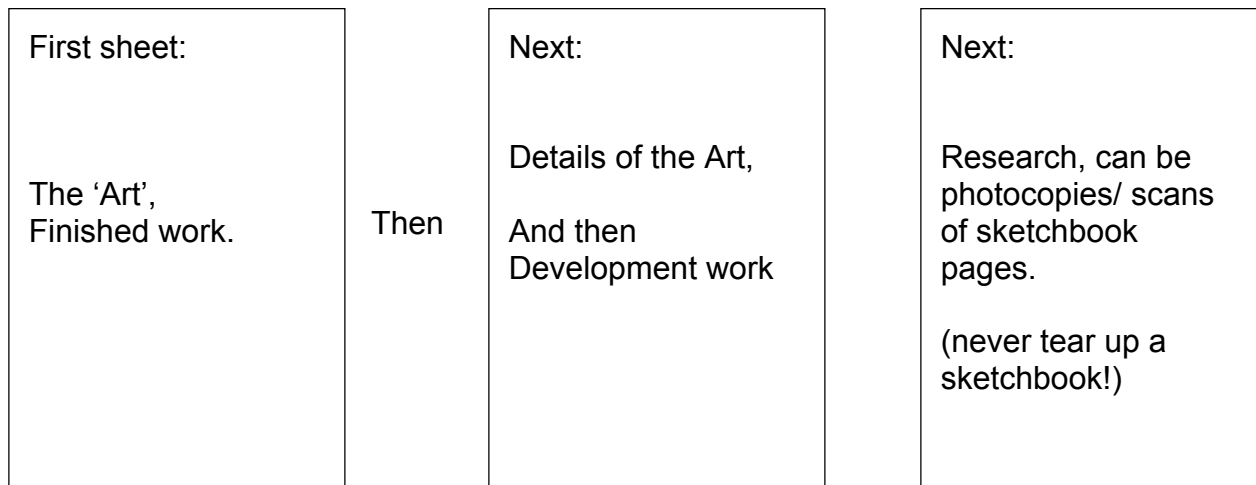 First sheet:
The ‘Art’,
Finished work.
Then
Next:
Details of the Art,
And then
Development work
Next:
Research, can be
photocopies/ scans
of sketchbook
pages.
(never tear up a
sketchbook!)